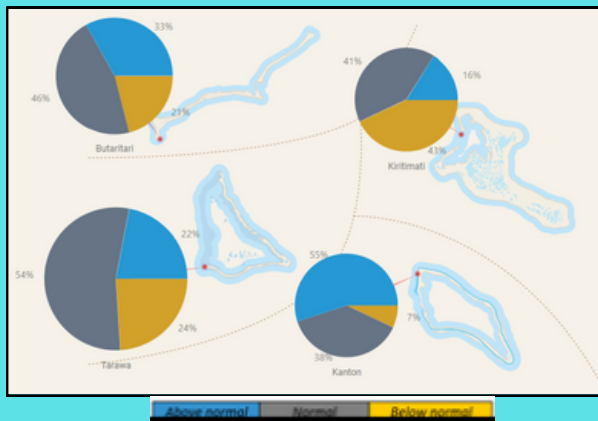 33%
46%
21%
Butaritari
41%
16%
43%
Kiritimati
22%
54%
24%
Tarawa
55%
7%
38%
Kanton
Above normal Normal Below normal